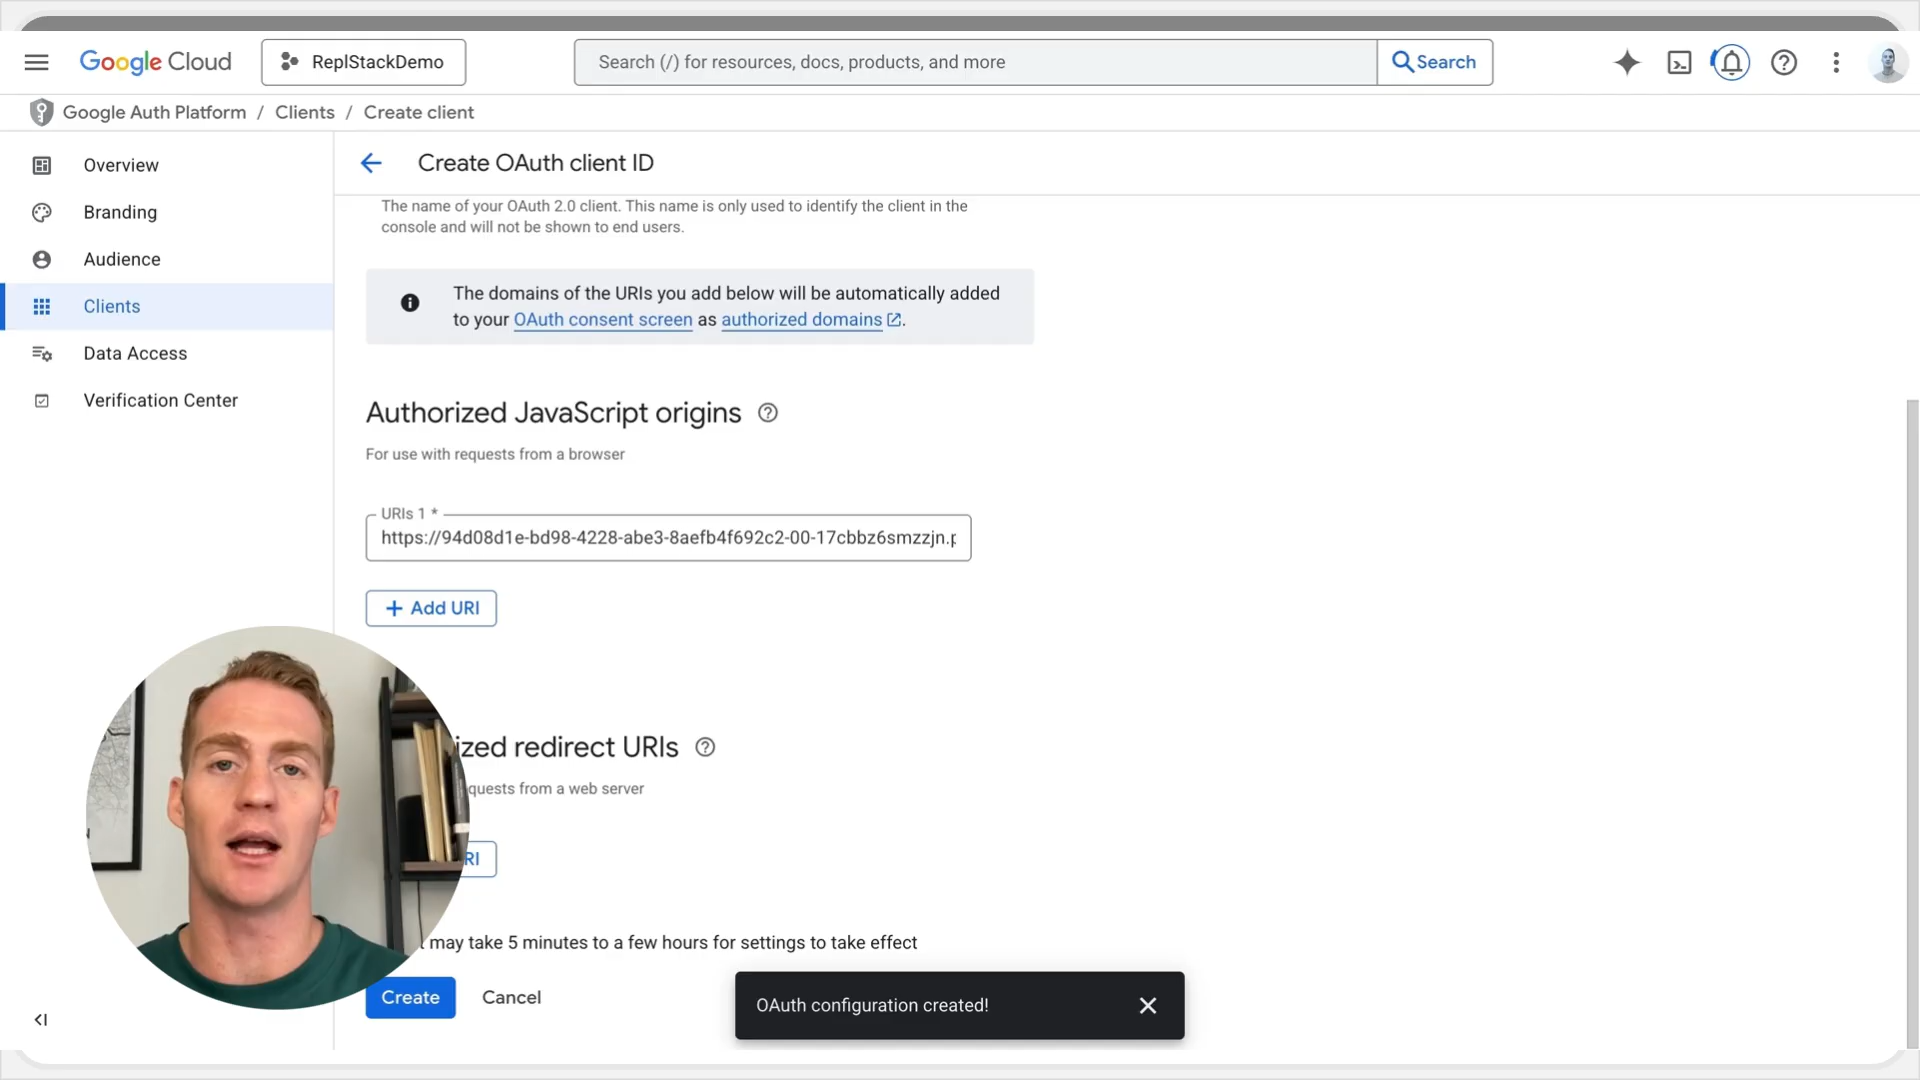 Google Cloud
ReplStackDemo
Search (/) for resources, docs, products, and more
Search
Google Auth Platform / Clients / Create client
Overview
Branding
Audience
Clients
Data Access
Verification Center
Create OAuth client ID
The name of your OAuth 2.0 client. This name is only used to identify the client in the
console and will not be shown to end users.
The domains of the URIs you add below will be automatically added
to your OAuth consent screen as authorized domains.
Authorized JavaScript origins
For use with requests from a browser
URIs 1 *
https://94d08d1e-bd98-4228-abe3-8aefb4f692c2-00-17cbbz6smzzjn.p
+ Add URI
ized redirect URIs
quests from a web server
RI
t may take 5 minutes to a few hours for settings to take effect
Create
Cancel
OAuth configuration created!